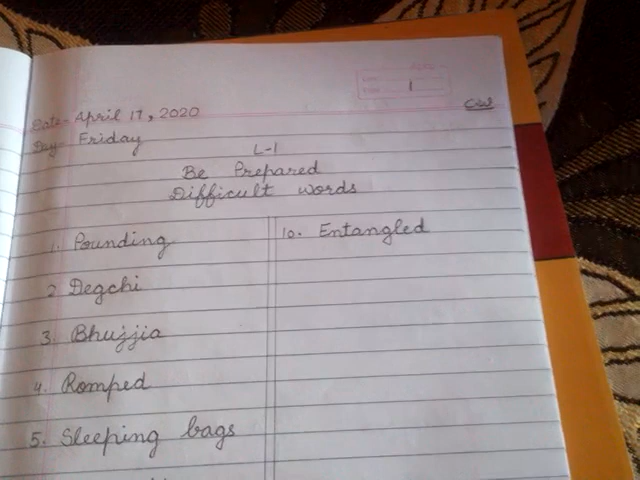 1
Date- April 17, 2020
C.W
Day- Friday
L-1
Be Prepared
Difficult words
1. Pounding
2. Degchi
3. Bhujjia
4. Romped
5. Sleeping bags
10. Entangled